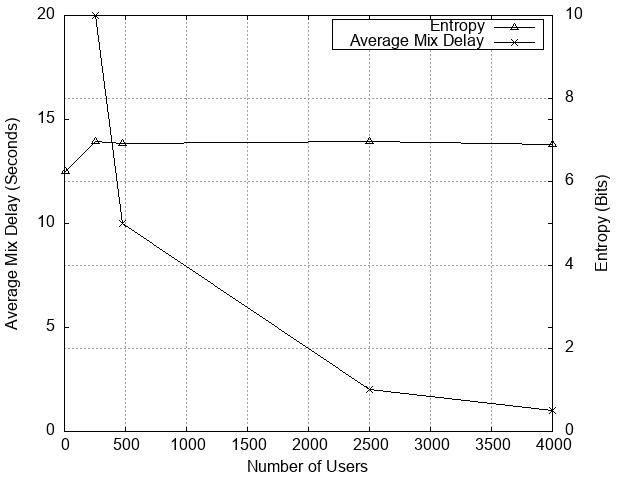 20
15
10
5
0
Average Mix Delay (Seconds)
Entropy
Average Mix Delay
10
8
6
4
2
0
Entropy (Bits)
0 500 1000 1500 2000 2500 3000 3500 4000
Number of Users